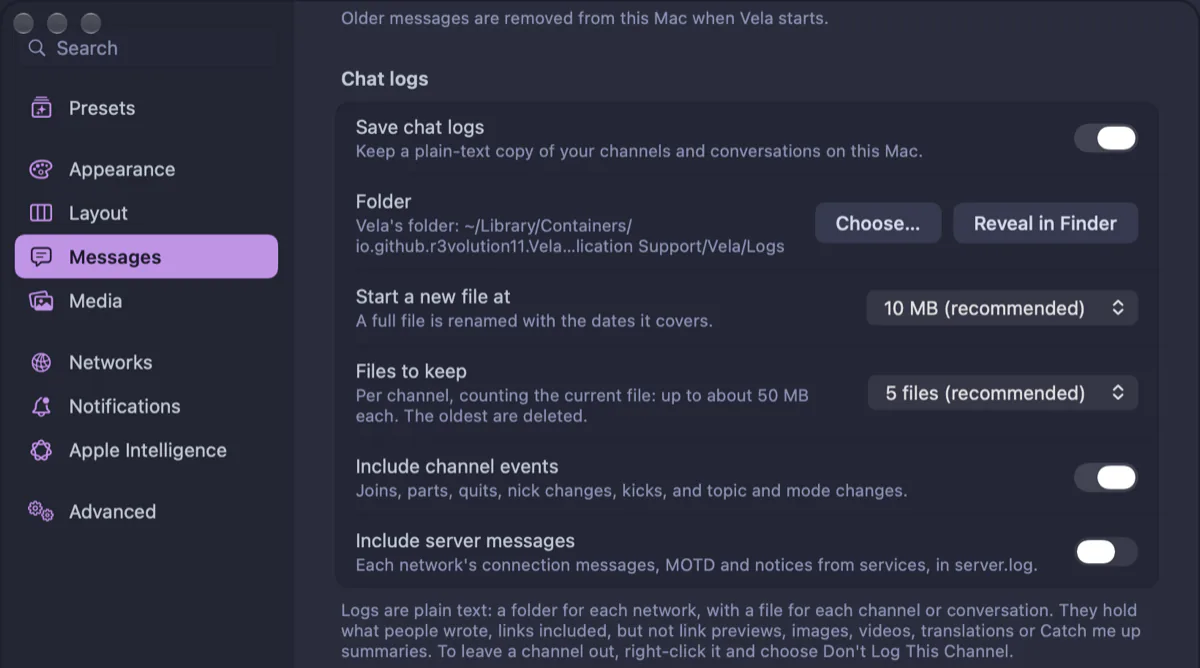 Search
Presets
Appearance
Layout
Messages
Media
Networks
Notifications
Apple Intelligence
Advanced
Older messages are removed from this Mac when Vela starts.
Chat logs
Save chat logs
Keep a plain-text copy of your channels and conversations on this Mac.
Folder
Vela's folder: ~/Library/Containers/
io.github.r3volution11.Vela...lication Support/Vela/Logs
Choose...
Reveal in Finder
Start a new file at
A full file is renamed with the dates it covers.
10 MB (recommended)
Files to keep
Per channel, counting the current file: up to about 50 MB
each. The oldest are deleted.
5 files (recommended)
Include channel events
Joins, parts, quits, nick changes, kicks, and topic and mode changes.
Include server messages
Each network's connection messages, MOTD and notices from services, in server.log.
Logs are plain text: a folder for each network, with a file for each channel or conversation. They hold
what people wrote, links included, but not link previews, images, videos, translations or Catch me up
summaries. To leave a channel out, right-click it and choose Don't Log This Channel.